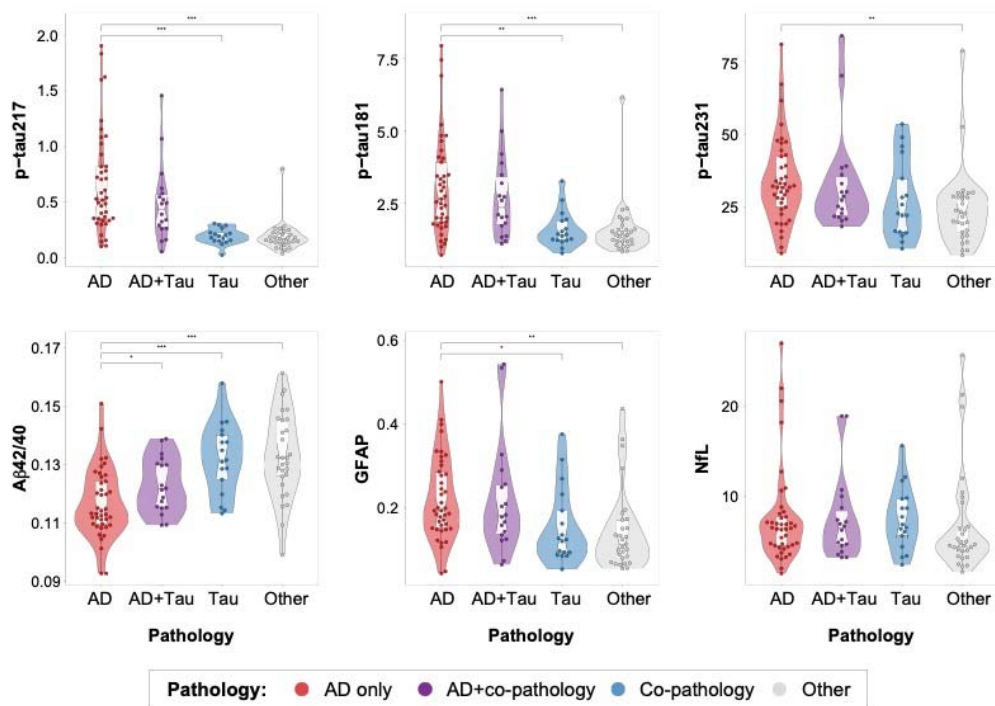 *** *** ***
*** ** **
2.0
1.5
1.0
0.5
0.0
p-tau217
AD AD+Tau Tau Other
7.5
5.0
2.5
p-tau181
AD AD+Tau Tau Other
75
50
25
p-tau231
AD AD+Tau Tau Other
***
***
*
0.17
0.15
0.13
0.11
0.09
Aβ42/40
AD AD+Tau Tau Other
Pathology
**
*
0.6
0.4
0.2
GFAP
AD AD+Tau Tau Other
Pathology
20
10
NfL
AD AD+Tau Tau Other
Pathology
Pathology: AD only AD+co-pathology Co-pathology Other